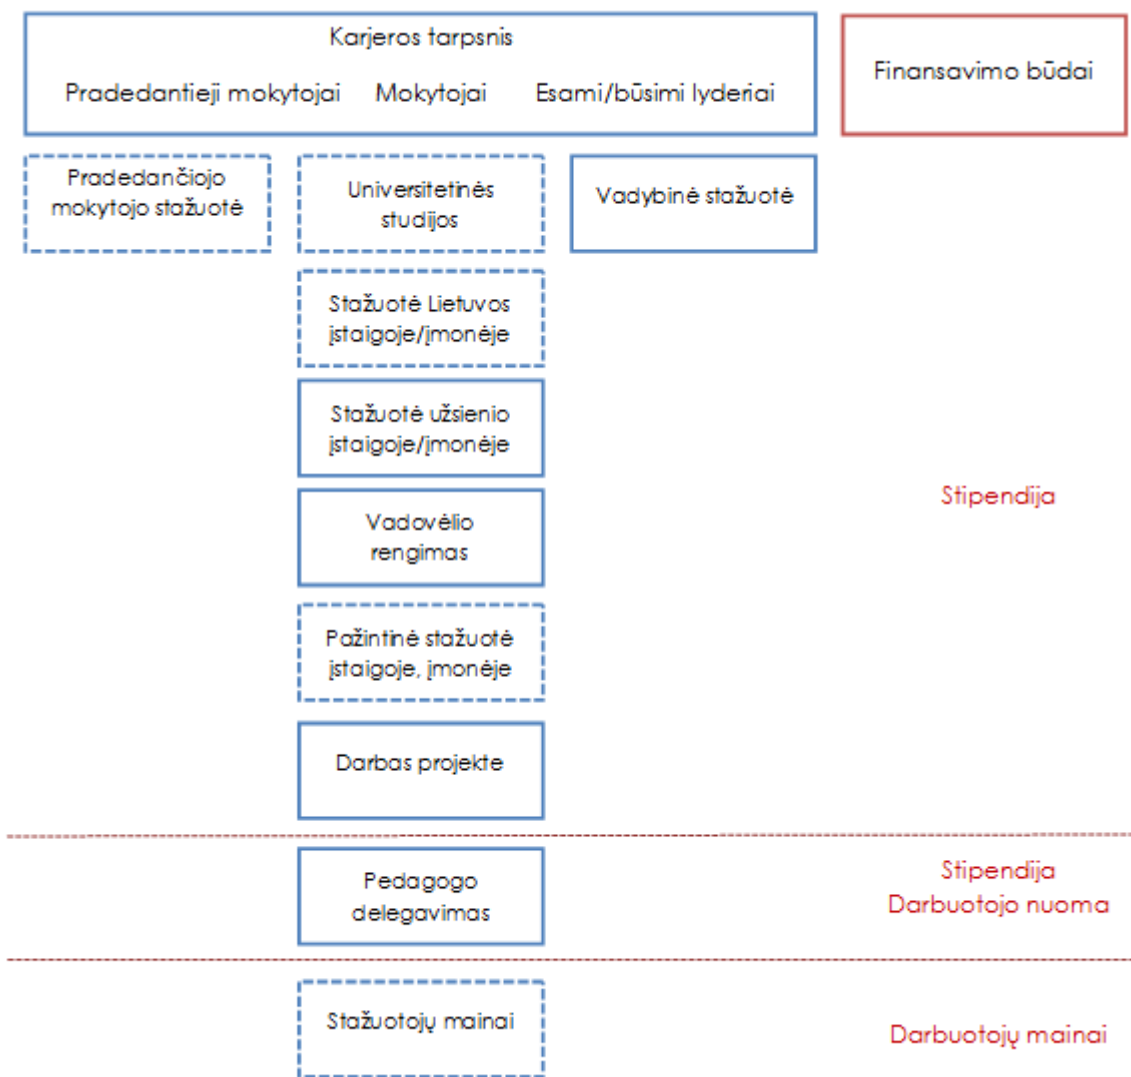 Karjeros tarpsnis
Pradedantieji mokytojai Mokytojai Esami/būsimi lyderiai
Finansavimo būdai
Pradedančiojo
mokytojo stažuotė
Universitetinės
studijos
Vadybinė stažuotė
Stažuotė Lietuvos
įstaigoje/įmonėje
Stažuotė užsienio
įstaigoje/įmonėje
Stipendija
Vadovėlio
rengimas
Pažintinė stažuotė
įstaigoje, įmonėje
Darbas projekte
Pedagogo
delegavimas
Stipendija
Darbuotojo nuoma
Stažuotojų mainai
Darbuotojų mainai